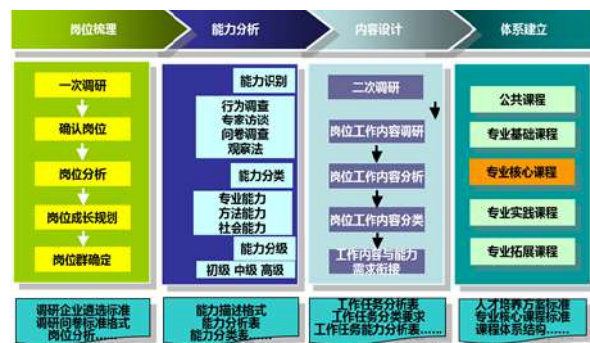 岗位梳理
能力分析
内容设计
体系建立
一次调研
确认岗位
岗位分析
岗位成长规划
岗位群确定
能力识别
行为调查
专家访谈
问卷调查
观察法
能力分类
专业能力
方法能力
社会能力
能力分级
初级 中级 高级
二次调研
岗位工作内容调研
岗位工作内容分析
岗位工作内容分类
工作内容与能力
需求衔接
公共课程
专业基础课程
专业核心课程
专业实践课程
专业拓展课程
调研企业遴选标准
调研问卷标准格式
岗位分析……
能力描述格式
能力分析表
能力分类表……
工作任务分析表
工作任务分类要求
工作任务能力分析表……
人才培养方案标准
专业核心课程标准
课程体系结构……